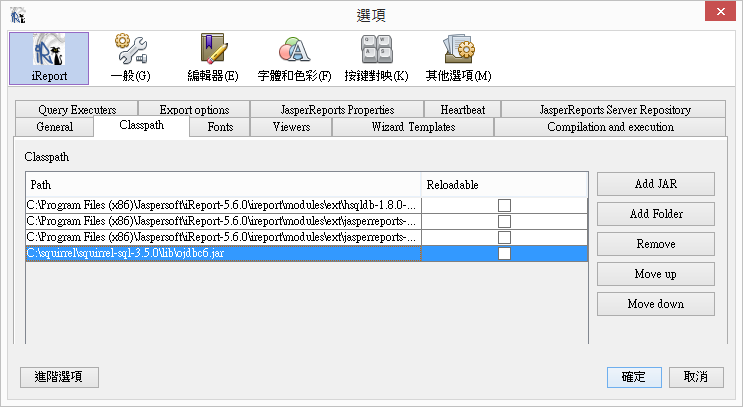 選項
iReport
一般(G)
編輯器(E)
字體和色彩(F)
按鍵對映(K)
其他選項(M)
Query Executers
Export options
JasperReports Properties
Heartbeat
JasperReports Server Repository
General
Classpath
Fonts
Viewers
Wizard Templates
Compilation and execution
Classpath
Path
Reloadable
C:\Program Files (x86)\Jaspersoft\iReport-5.6.0\ireport\modules\ext\hsqldb-1.8.0-...
C:\Program Files (x86)\Jaspersoft\iReport-5.6.0\ireport\modules\ext\jasperreports-...
C:\Program Files (x86)\Jaspersoft\iReport-5.6.0\ireport\modules\ext\jasperreports-...
C:\squirrel\squirrel-sql-3.5.0\lib\ojdbc6.jar
Add JAR
Add Folder
Remove
Move up
Move down
進階選項
確定
取消